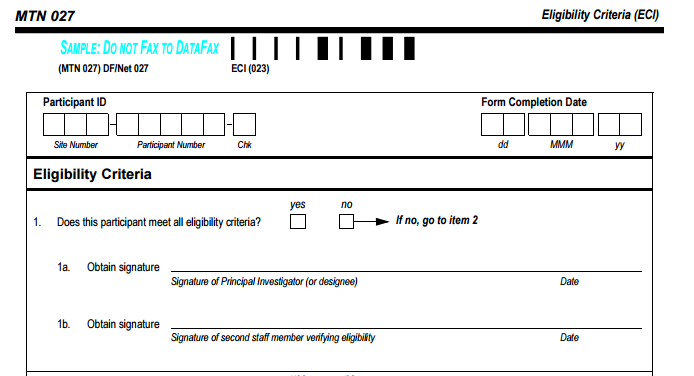 MTN 027 Eligibility Criteria (ECI)
SAMPLE: DO NOT FAX TO DATAFAX
(MTN 027) DF/Net 027 ECI (023)
Participant ID Form Completion Date
Site Number Participant Number Chk dd MMM yy
Eligibility Criteria
yes no
1. Does this participant meet all eligibility criteria? If no, go to item 2
1a. Obtain signature
Signature of Principal Investigator (or designee) Date
1b. Obtain signature
Signature of second staff member verifying eligibility Date